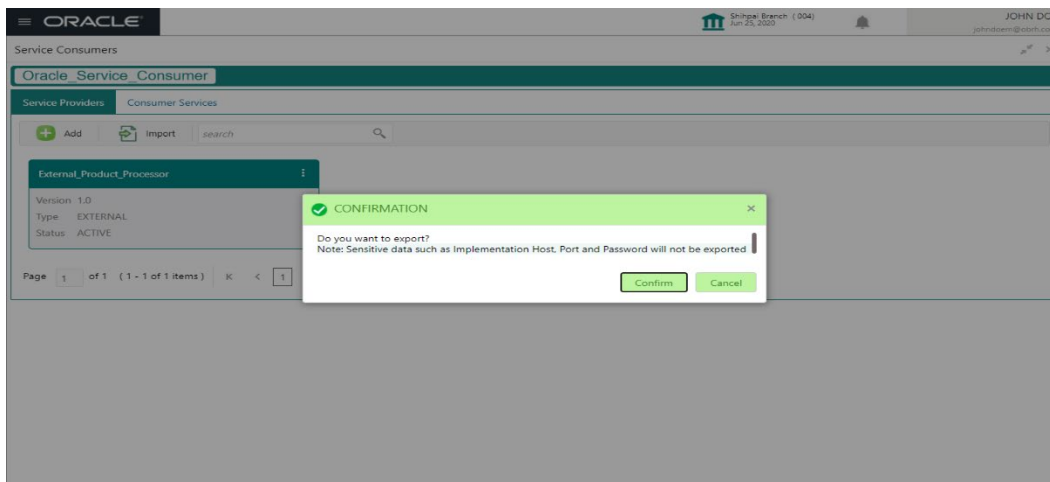 ORACLE
Shihpai Branch ( 004)
Jun 25, 2020
JOHN DO
johndoem@obrh.co
Service Consumers
Oracle_Service_Consumer
Service Providers
Consumer Services
Add
Import
search
External_Product_Processor
Version 1.0
Type EXTERNAL
Status ACTIVE
CONFIRMATION
Do you want to export?
Note: Sensitive data such as Implementation Host, Port and Password will not be exported
Confirm
Cancel
Page 1 of 1 ( 1 - 1 of 1 items ) K < 1